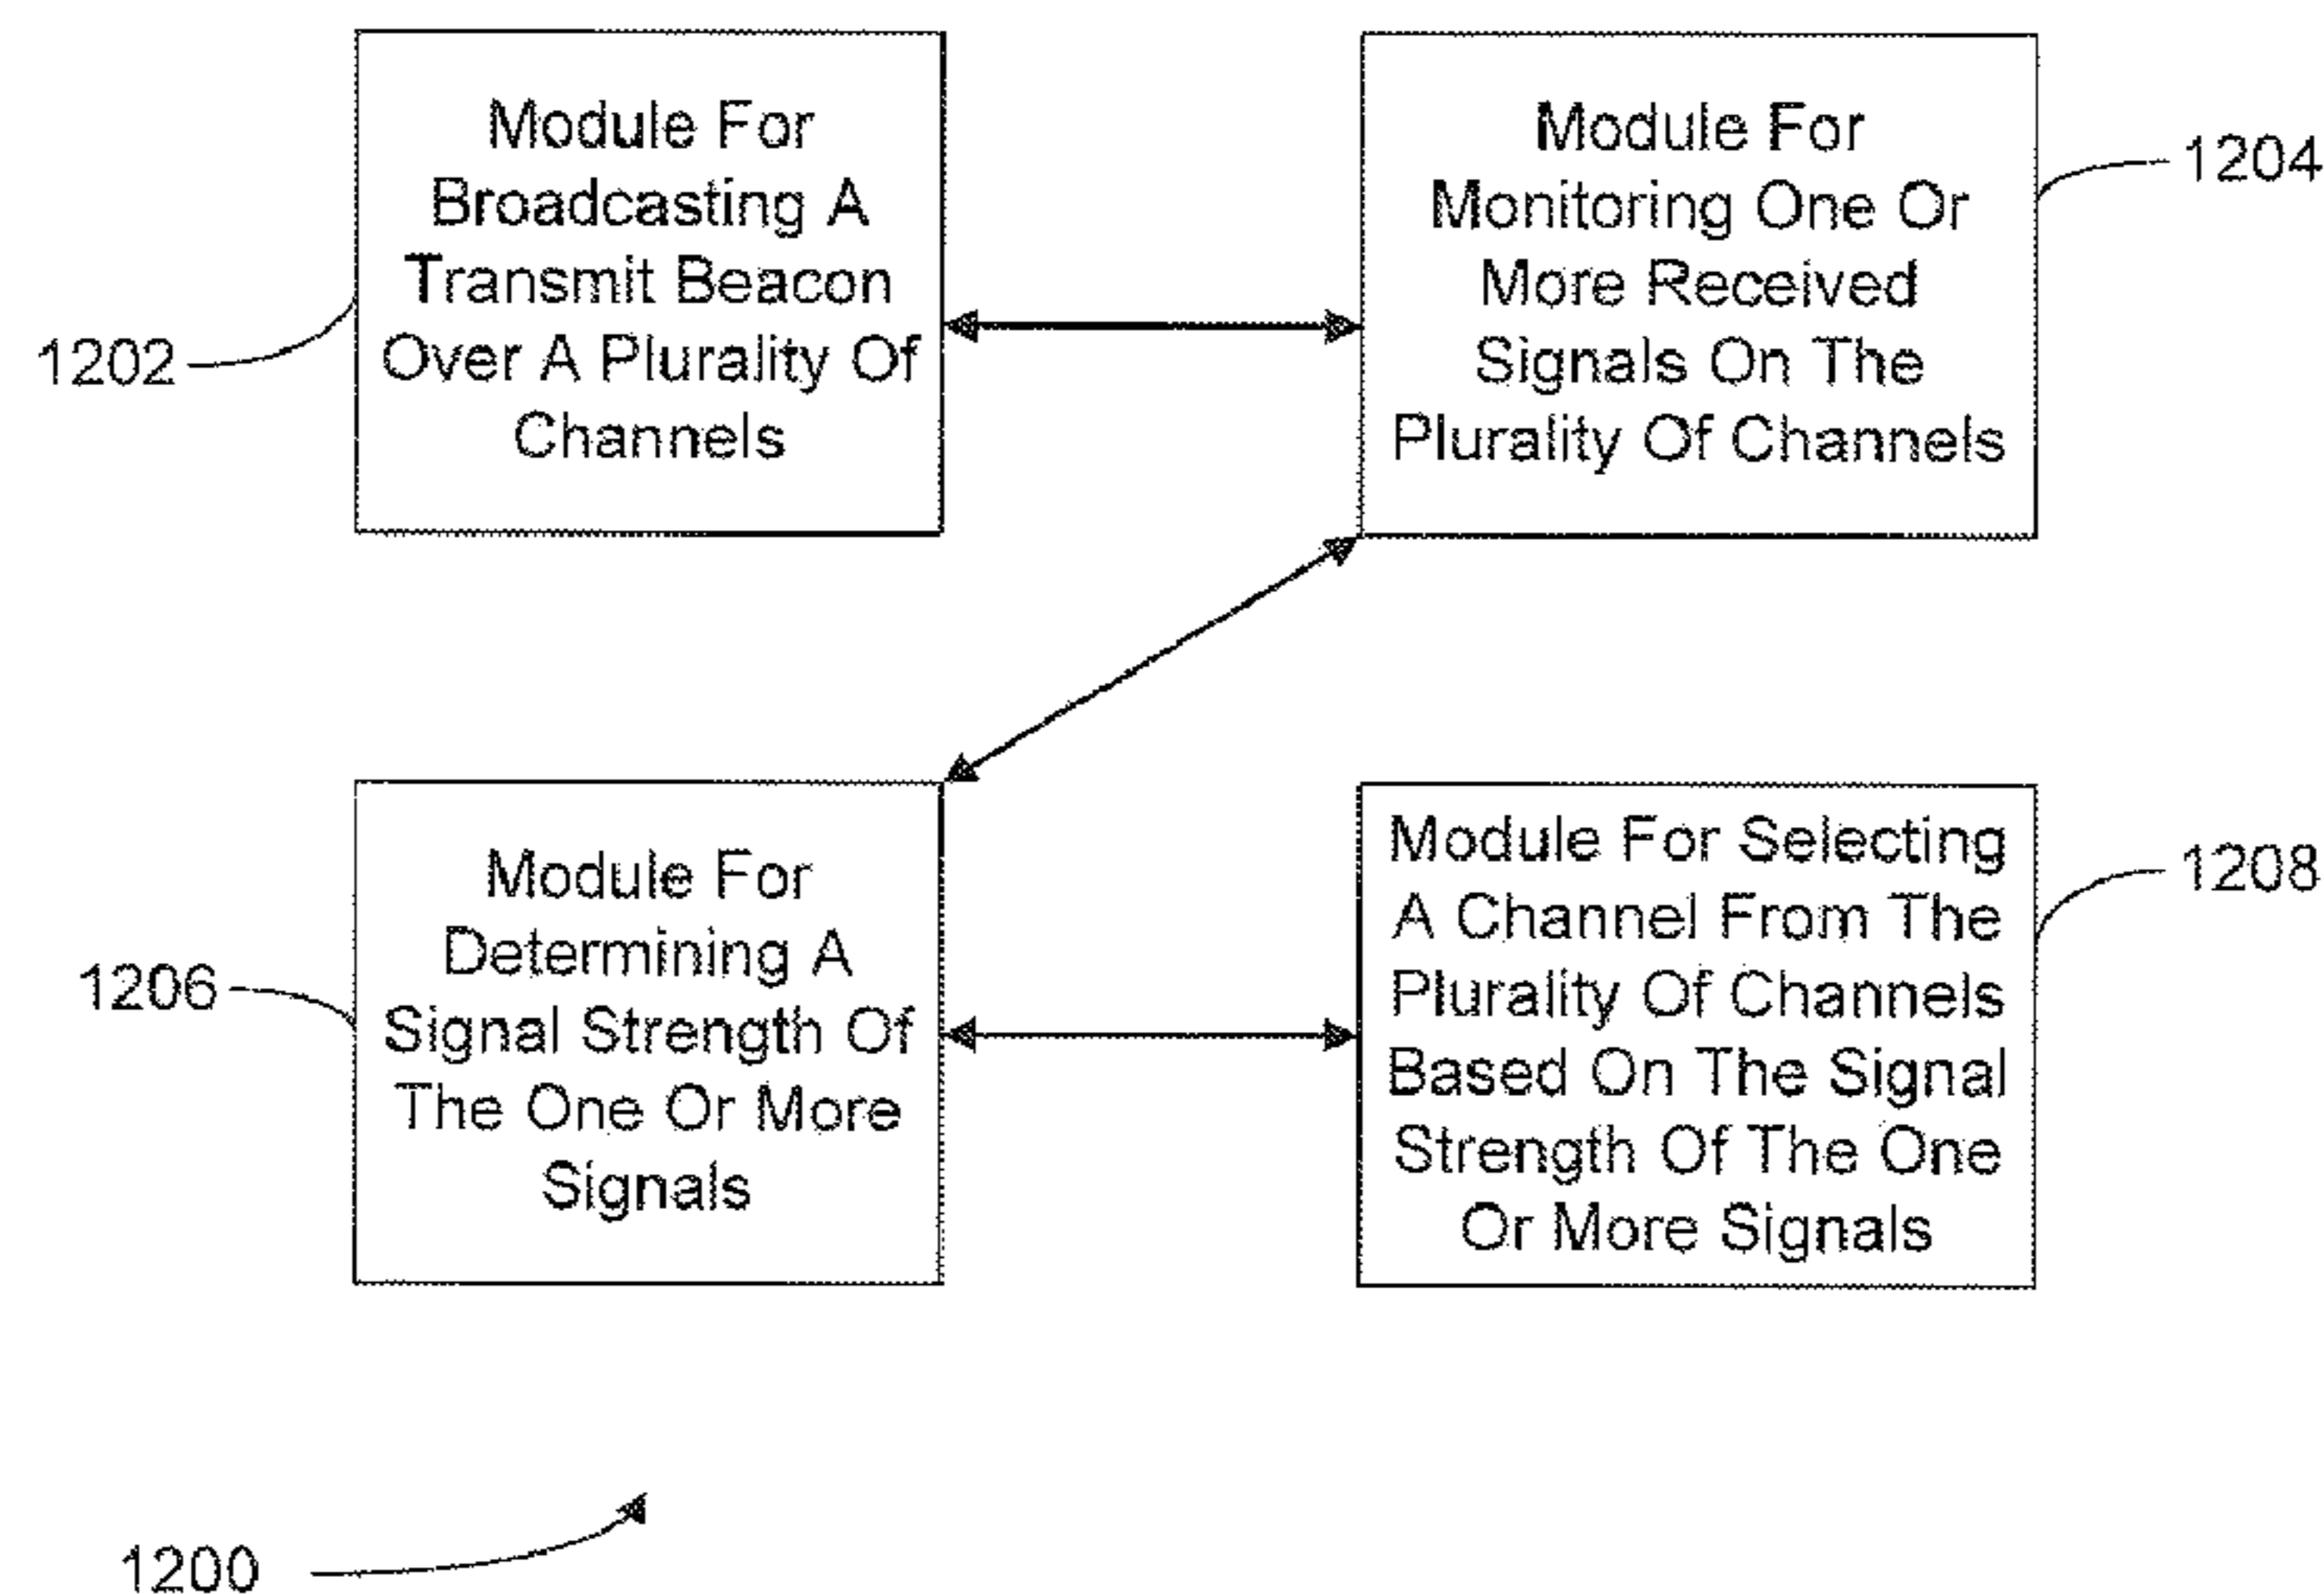 Module For
Broadcasting A
Transmit Beacon
Over A Plurality Of
Channels
1202
Module For
Monitoring One Or
More Received
Signals On The
Plurality Of Channels
1204
Module For
Determining A
Signal Strength Of
The One Or More
Signals
1206
Module For Selecting
A Channel From The
Plurality Of Channels
Based On The Signal
Strength Of The One
Or More Signals
1208
1200